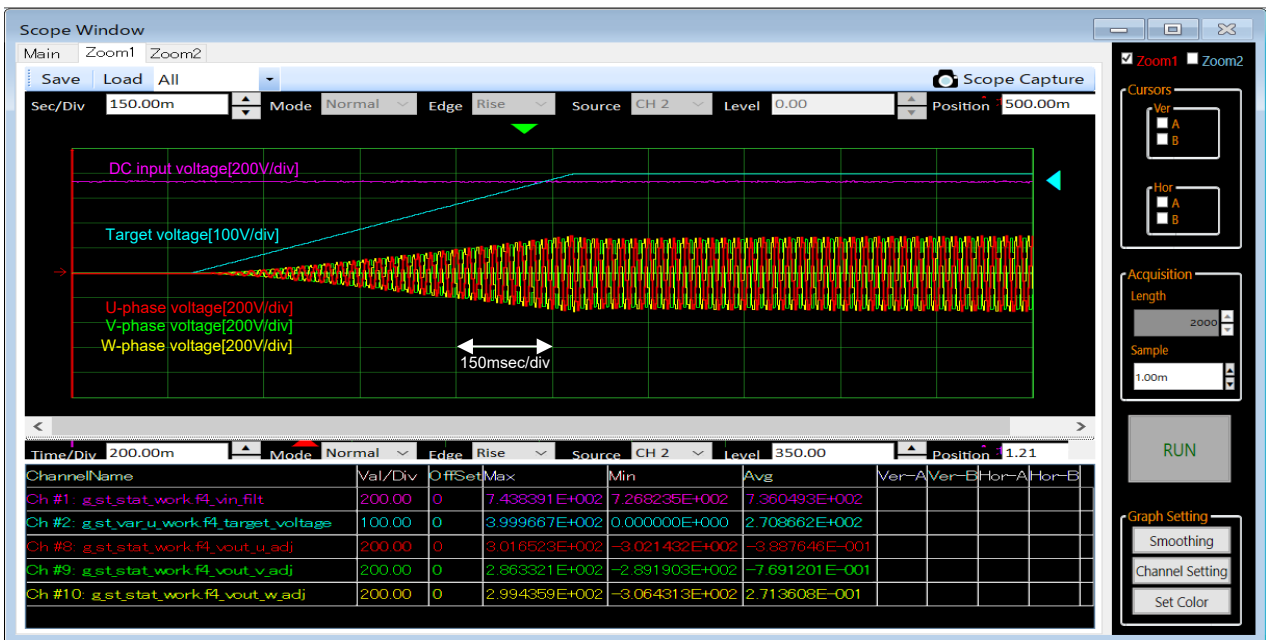 Scope Window
Main Zoom1 Zoom2
Save Load All Scope Capture
Sec/Div 150.00m Mode Normal Edge Rise Source CH 2 Level 0.00 Position 500.00m
DC input voltage[200V/div]
Target voltage[100V/div]
U-phase voltage[200V/div]
V-phase voltage[200V/div]
W-phase voltage[200V/div]
150msec/div
Time/Div 200.00m Mode Normal Edge Rise Source CH 2 Level 350.00 Position 1.21
ChannelName Val/Div OffSet Max Min Avg Ver-A Ver-B Hor-A Hor-B
Ch #1: g_st_stat_work.f4_vin_filt 200.00 0 7.438391E+002 7.268235E+002 7.360493E+002
Ch #2: g_st_var_u_work.f4_target_voltage 100.00 0 3.999667E+002 0.000000E+000 2.708662E+002
Ch #8: g_st_stat_work.f4_vout_u_adj 200.00 0 3.016523E+002 -3.021432E+002 -3.887646E-001
Ch #9: g_st_stat_work.f4_vout_v_adj 200.00 0 2.863321E+002 -2.891903E+002 -7.691201E-001
Ch #10: g_st_stat_work.f4_vout_w_adj 200.00 0 2.994359E+002 -3.064313E+002 2.713608E-001
Zoom1 Zoom2
Cursors
Ver
A
B
Hor
A
B
Acquisition
Length
2000
Sample
1.00m
RUN
Graph Setting
Smoothing
Channel Setting
Set Color